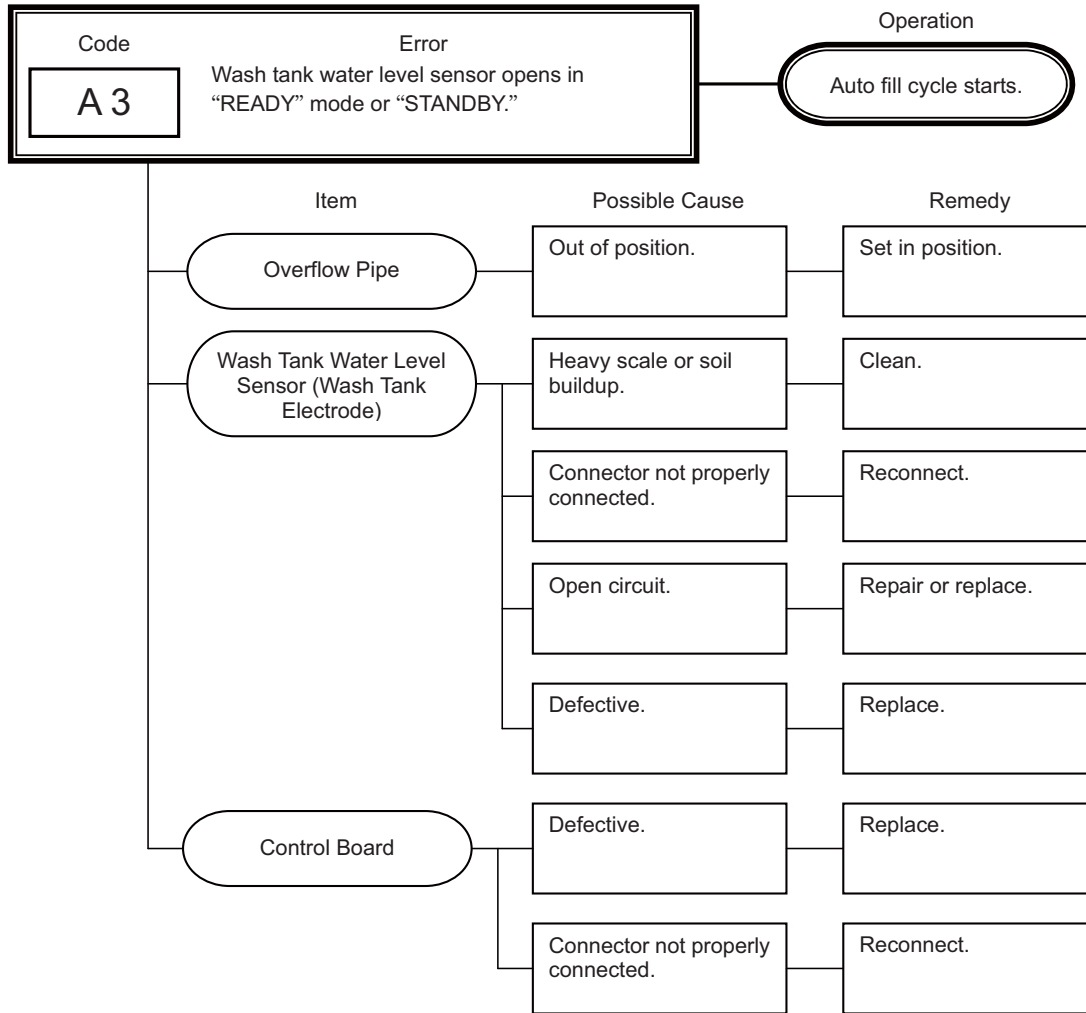 Code
Error
Operation
A 3
Wash tank water level sensor opens in
“READY” mode or “STANDBY.”
Auto fill cycle starts.
Item
Possible Cause
Remedy
Overflow Pipe
Out of position.
Set in position.
Wash Tank Water Level
Sensor (Wash Tank
Electrode)
Heavy scale or soil
buildup.
Clean.
Connector not properly
connected.
Reconnect.
Open circuit.
Repair or replace.
Defective.
Replace.
Control Board
Defective.
Replace.
Connector not properly
connected.
Reconnect.